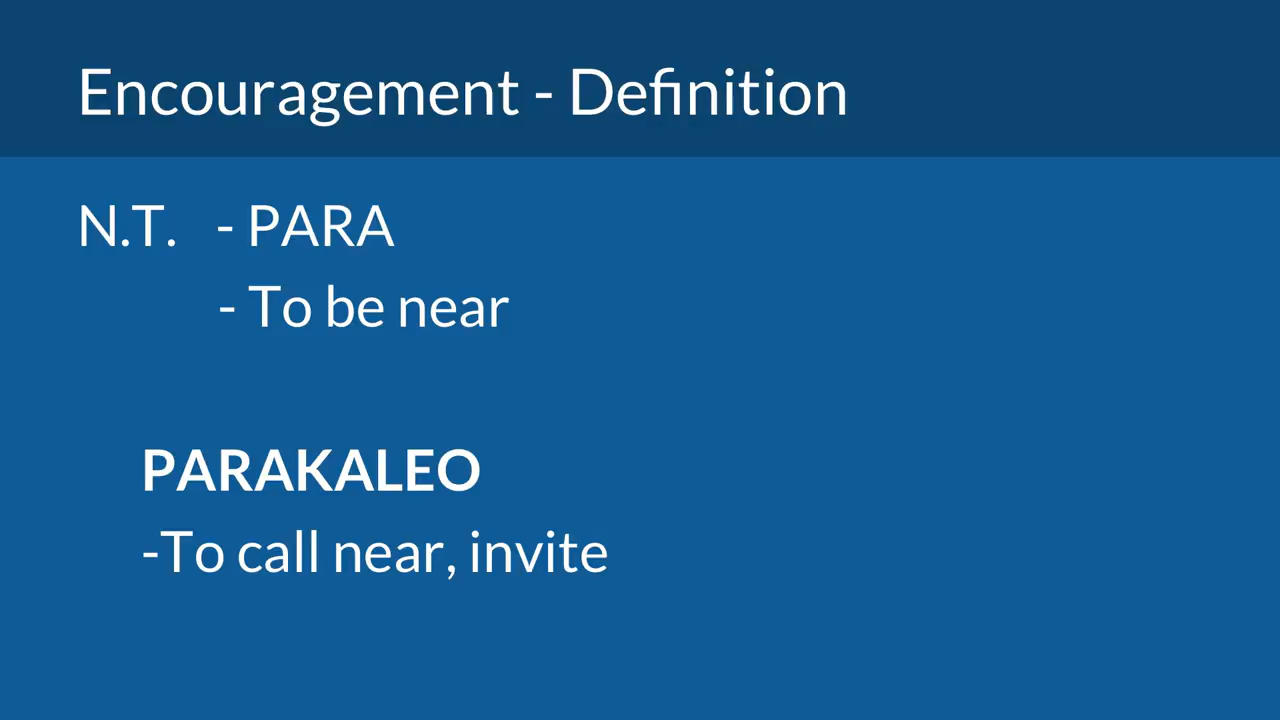 Encouragement - Definition
N.T. - PARA
- To be near
PARAKALEO
-To call near, invite